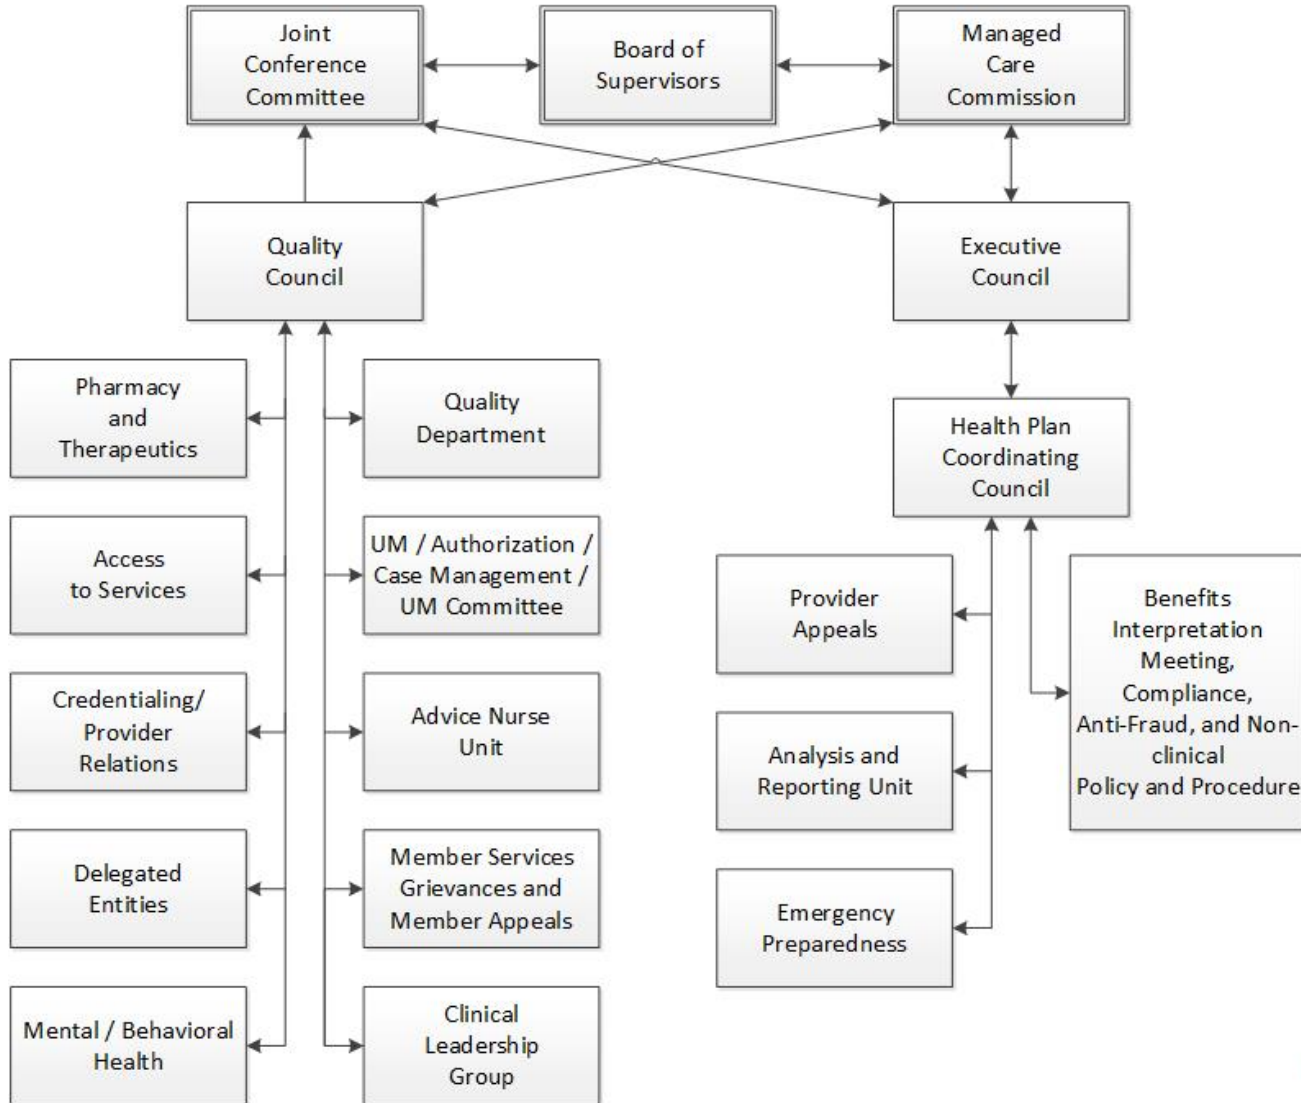 Joint
Conference
Committee
Board of
Supervisors
Managed
Care
Commission
Quality
Council
Executive
Council
Pharmacy
and
Therapeutics
Quality
Department
Health Plan
Coordinating
Council
Access
to Services
UM / Authorization /
Case Management /
UM Committee
Provider
Appeals
Benefits
Interpretation
Meeting,
Compliance,
Anti-Fraud, and Non-
clinical
Policy and Procedure
Credentialing/
Provider
Relations
Advice Nurse
Unit
Analysis and
Reporting Unit
Delegated
Entities
Member Services
Grievances and
Member Appeals
Emergency
Preparedness
Mental / Behavioral
Health
Clinical
Leadership
Group